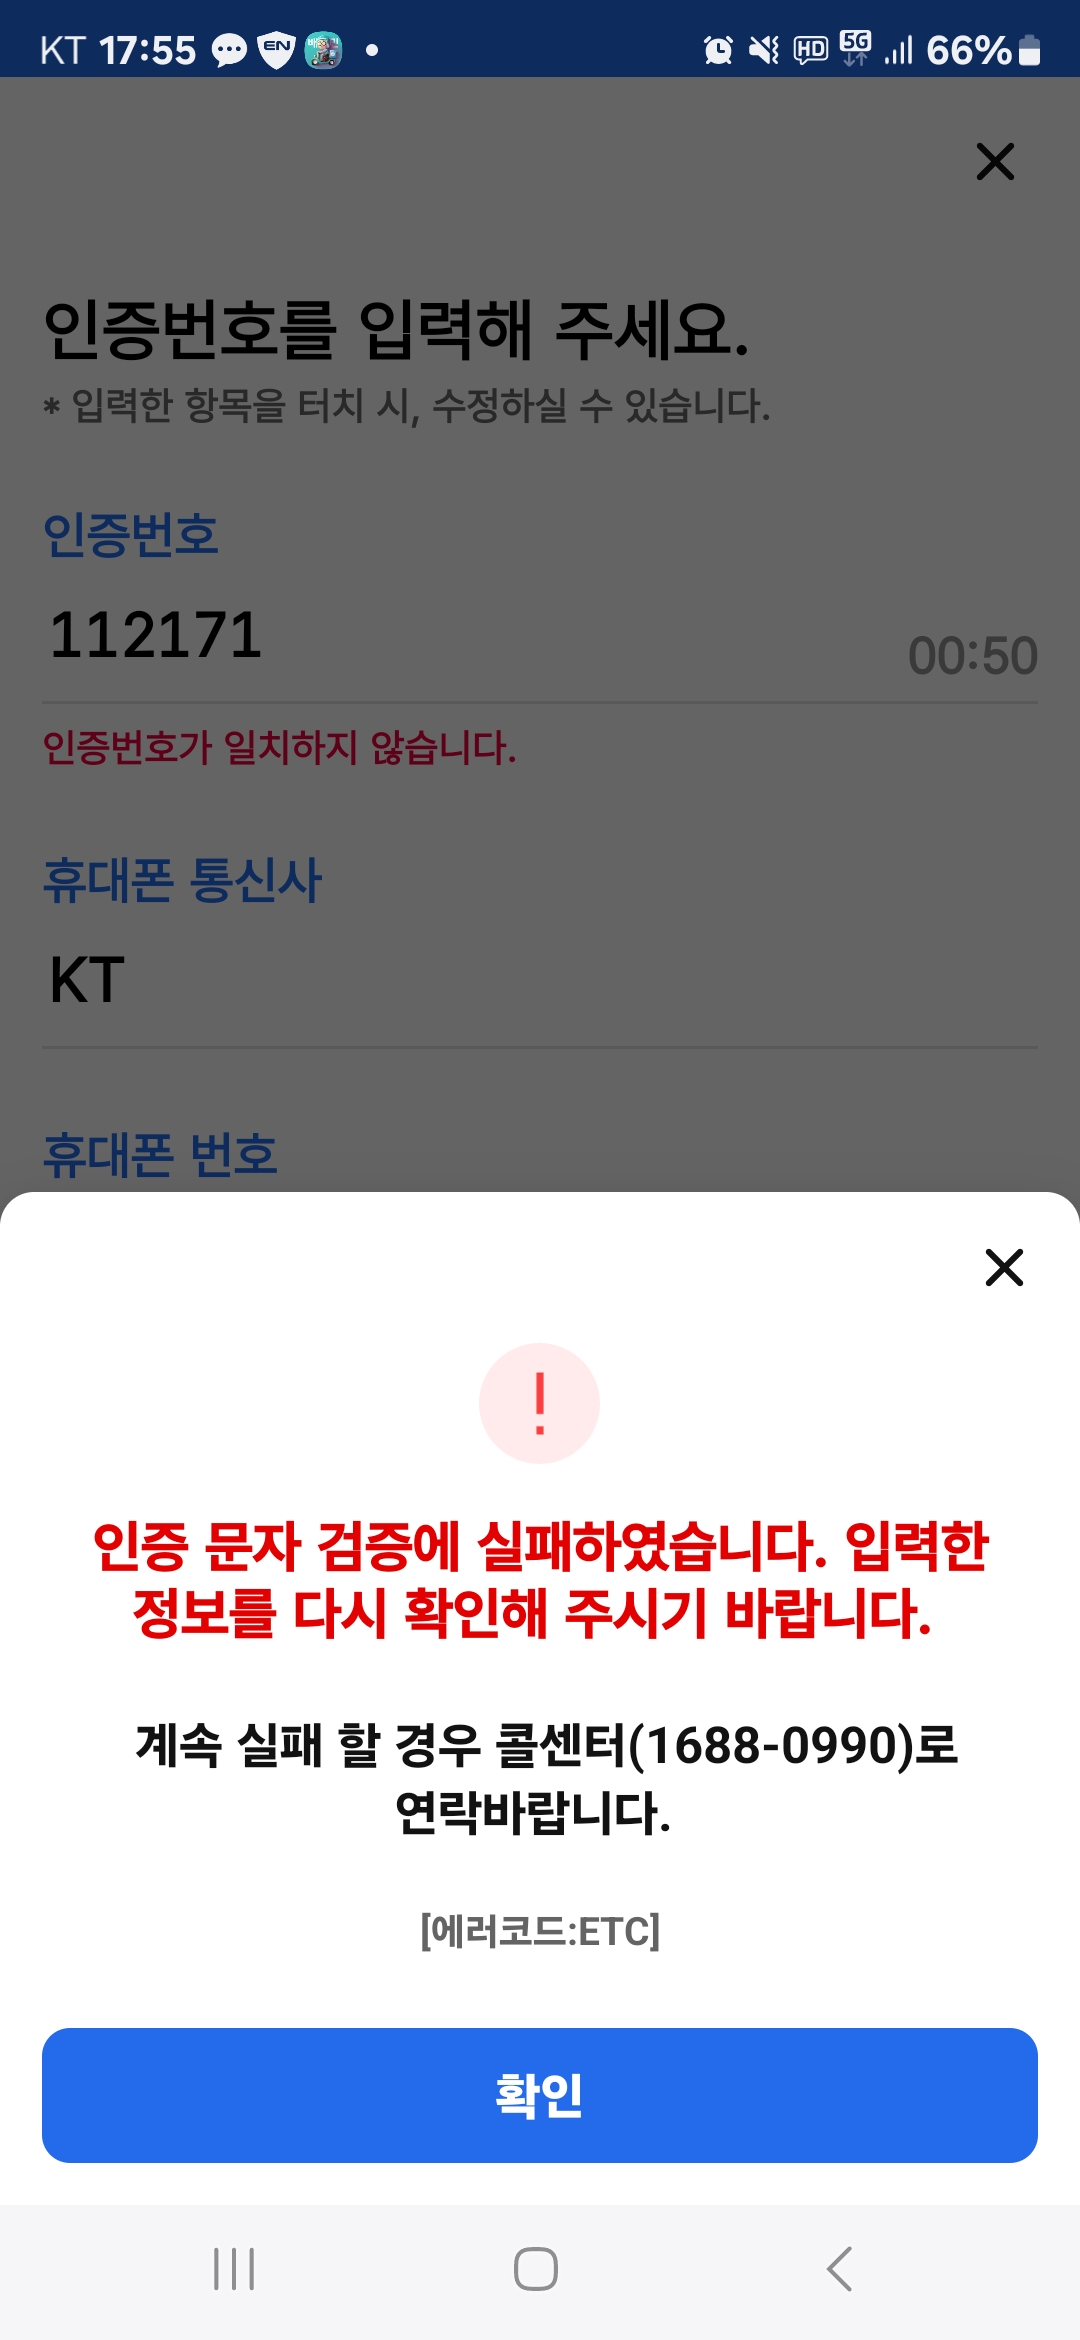 KT 17:55 EN HD 5G 66%
인증번호를 입력해 주세요.
* 입력한 항목을 터치 시, 수정하실 수 있습니다.
인증번호
112171
00:50
인증번호가 일치하지 않습니다.
휴대폰 통신사
KT
휴대폰 번호
!
인증 문자 검증에 실패하였습니다. 입력한
정보를 다시 확인해 주시기 바랍니다.
계속 실패 할 경우 콜센터(1688-0990)로
연락바랍니다.
[에러코드:ETC]
확인